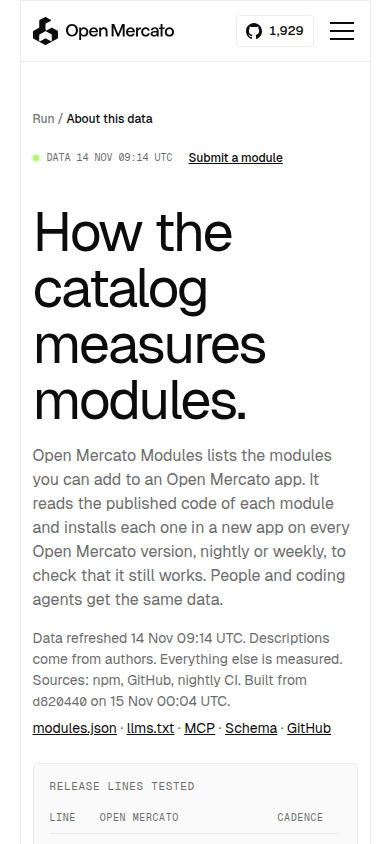 Open Mercato
1,929
Run / About this data
DATA 14 NOV 09:14 UTC Submit a module
How the
catalog
measures
modules.
Open Mercato Modules lists the modules
you can add to an Open Mercato app. It
reads the published code of each module
and installs each one in a new app on every
Open Mercato version, nightly or weekly, to
check that it still works. People and coding
agents get the same data.
Data refreshed 14 Nov 09:14 UTC. Descriptions
come from authors. Everything else is measured.
Sources: npm, GitHub, nightly CI. Built from
d820440 on 15 Nov 00:04 UTC.
modules.json · llms.txt · MCP · Schema · GitHub
RELEASE LINES TESTED
LINE OPEN MERCATO CADENCE